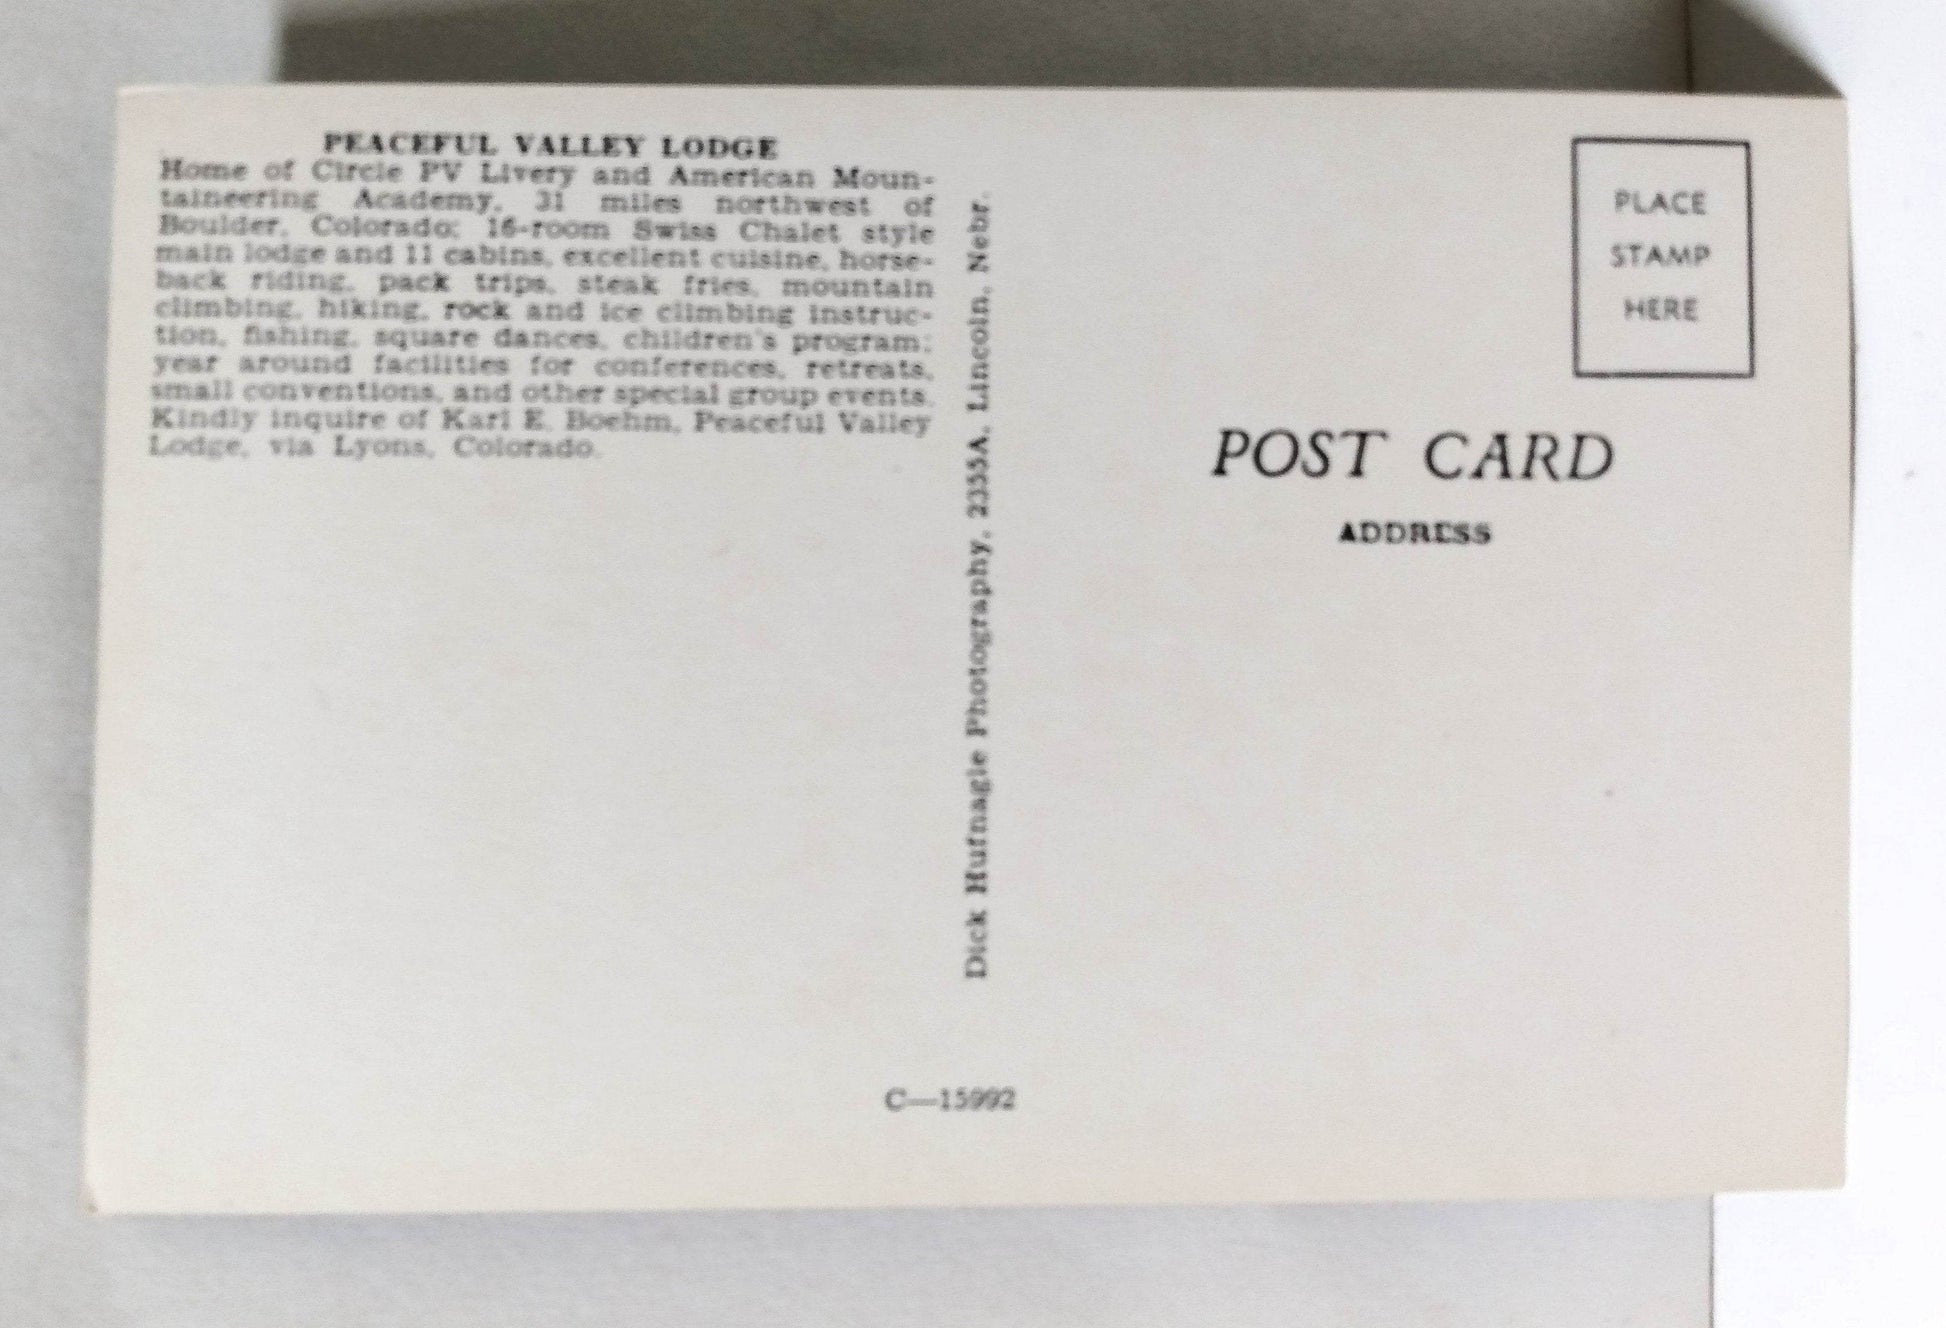 PEACEFUL VALLEY LODGE
Home of Circle PV Livery and American Moun-
taineering Academy, 31 miles northwest of
Boulder, Colorado; 16-room Swiss Chalet style
main lodge and 11 cabins, excellent cuisine, horse-
back riding, pack trips, steak fries, mountain
climbing, hiking, rock and ice climbing instruc-
tion, fishing, square dances, children's program;
year around facilities for conferences, retreats,
small conventions, and other special group events.
Kindly inquire of Karl E. Boehm, Peaceful Valley
Lodge, via Lyons, Colorado.
Dick Hufnagle Photography, 2355A, Lincoln, Nebr.
C—15992
PLACE
STAMP
HERE
POST CARD
ADDRESS